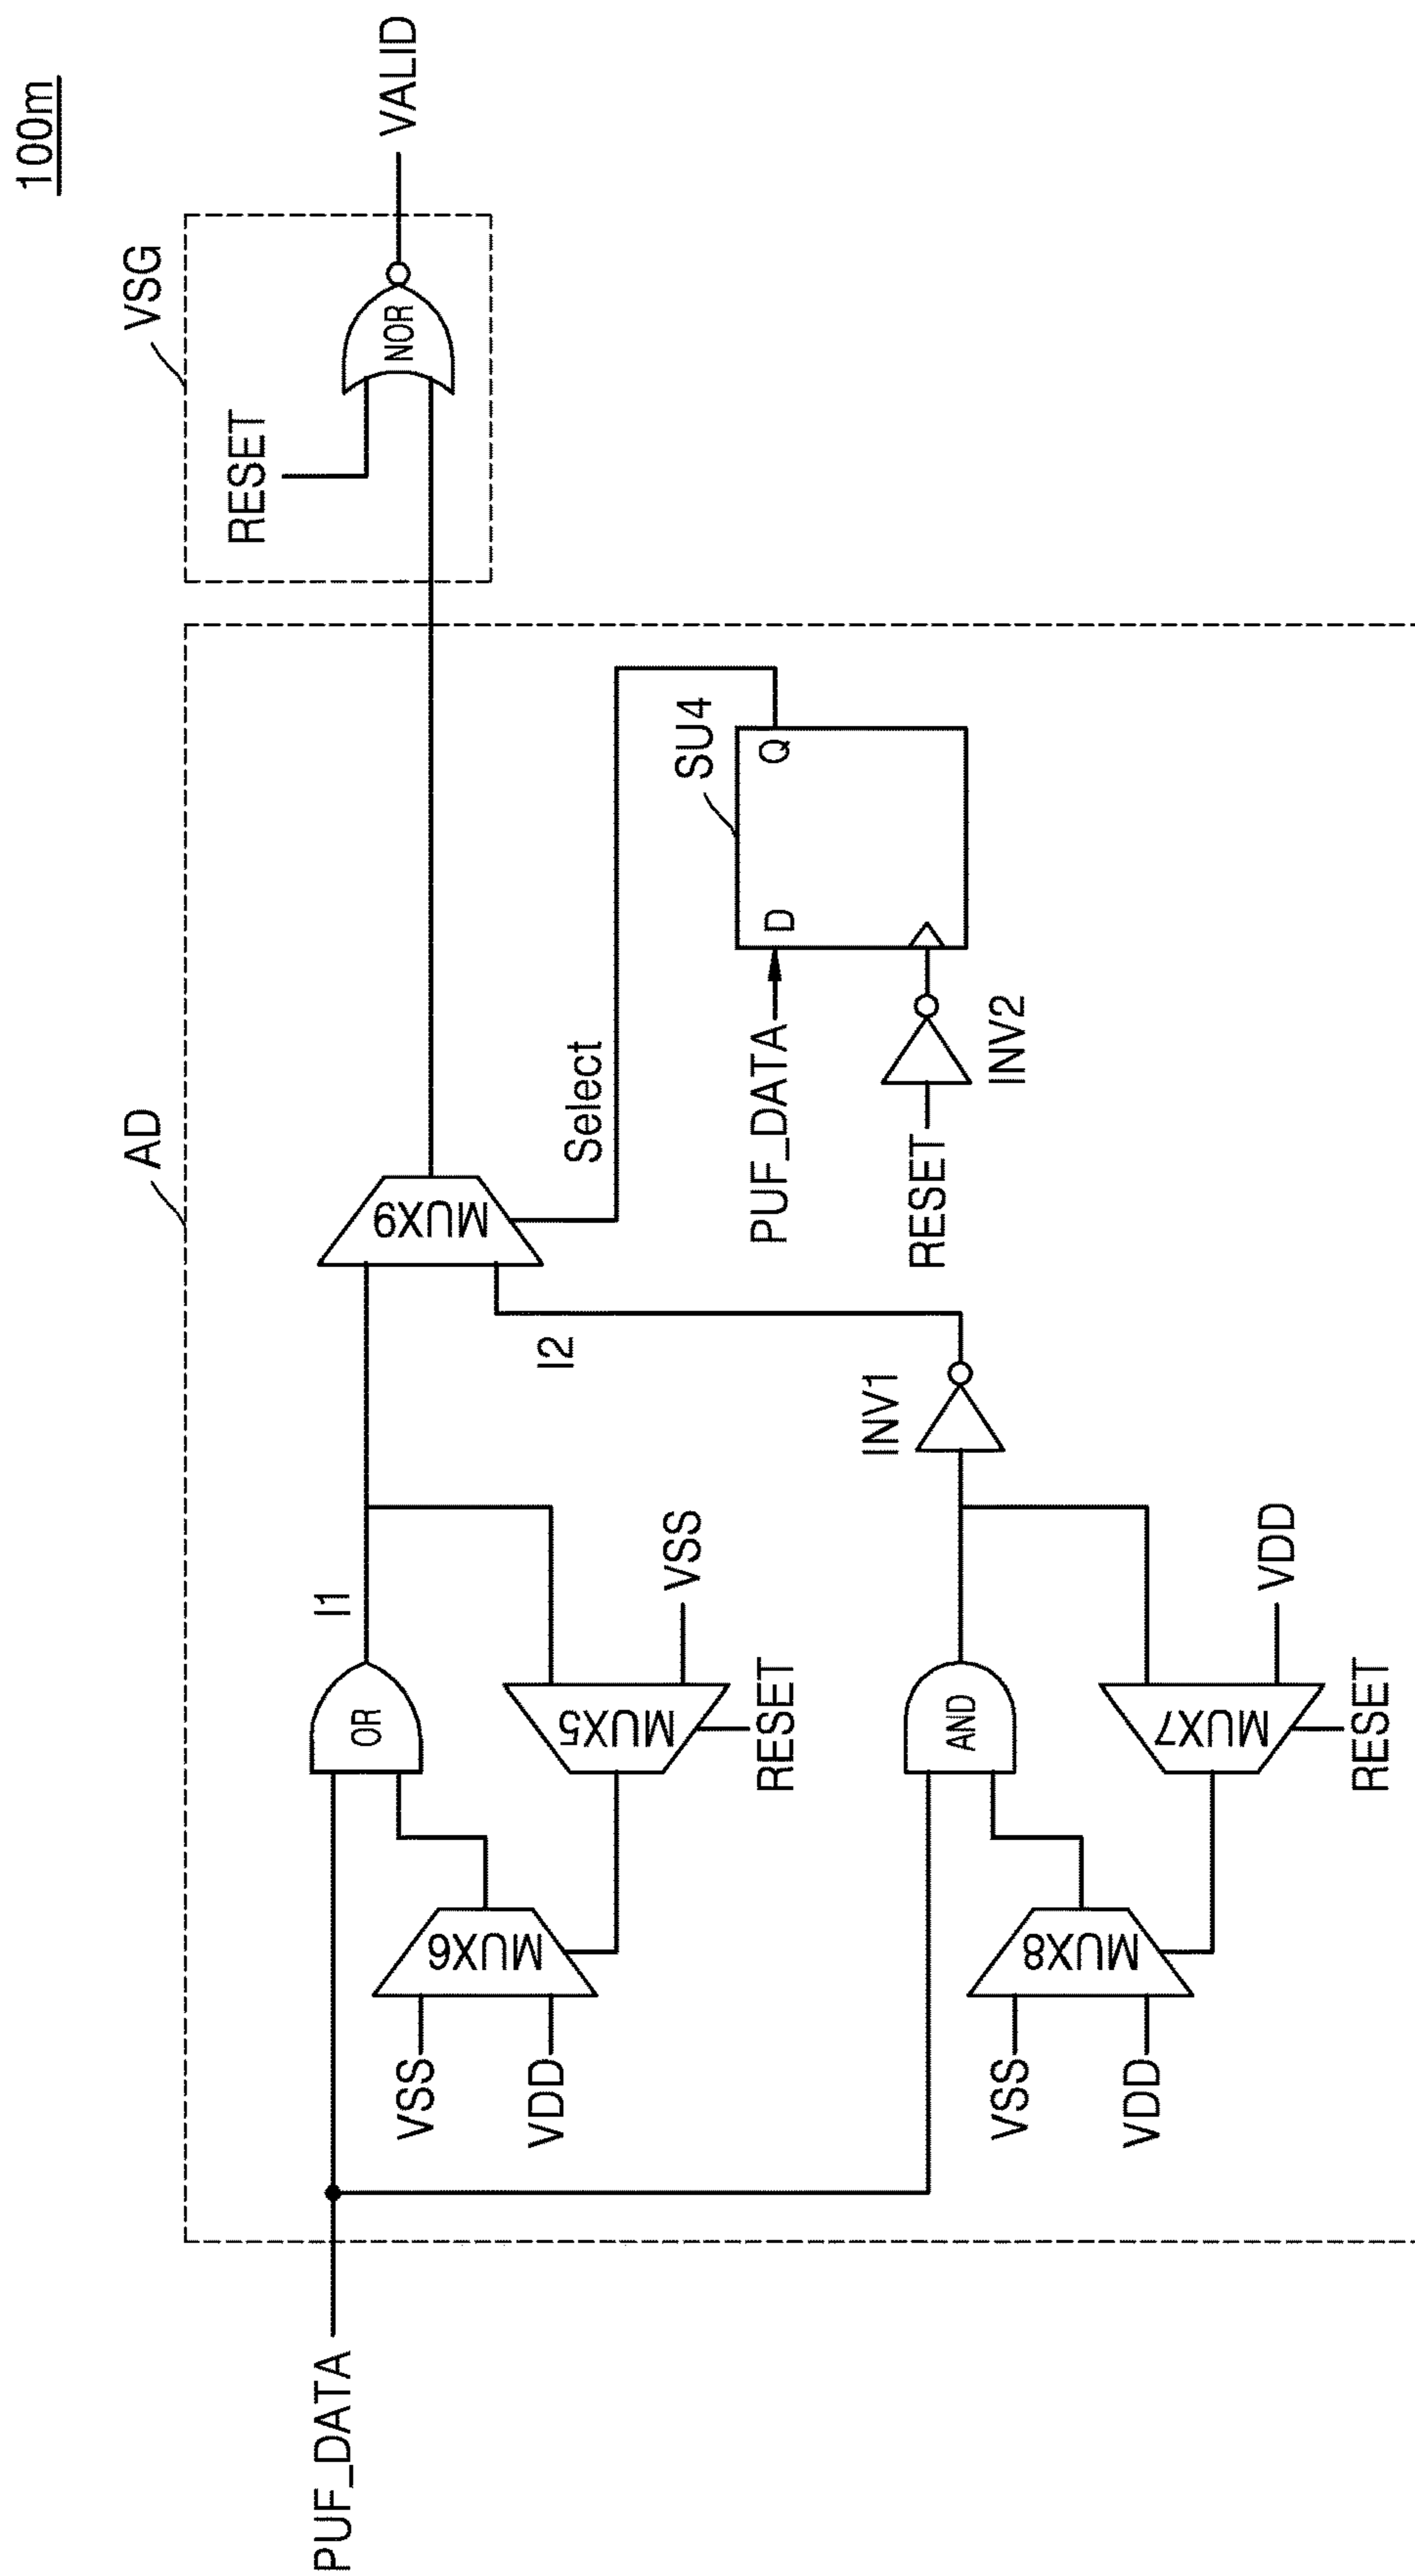 100m
AD
VSG
PUF_DATA
OR
I1
MUX9
RESET
NOR
VALID
VSS
VDD
MUX6
MUX5
VSS
RESET
I2
Select
SU4
PUF_DATA
D
Q
RESET
INV2
INV1
AND
VSS
VDD
MUX8
MUX7
VDD
RESET